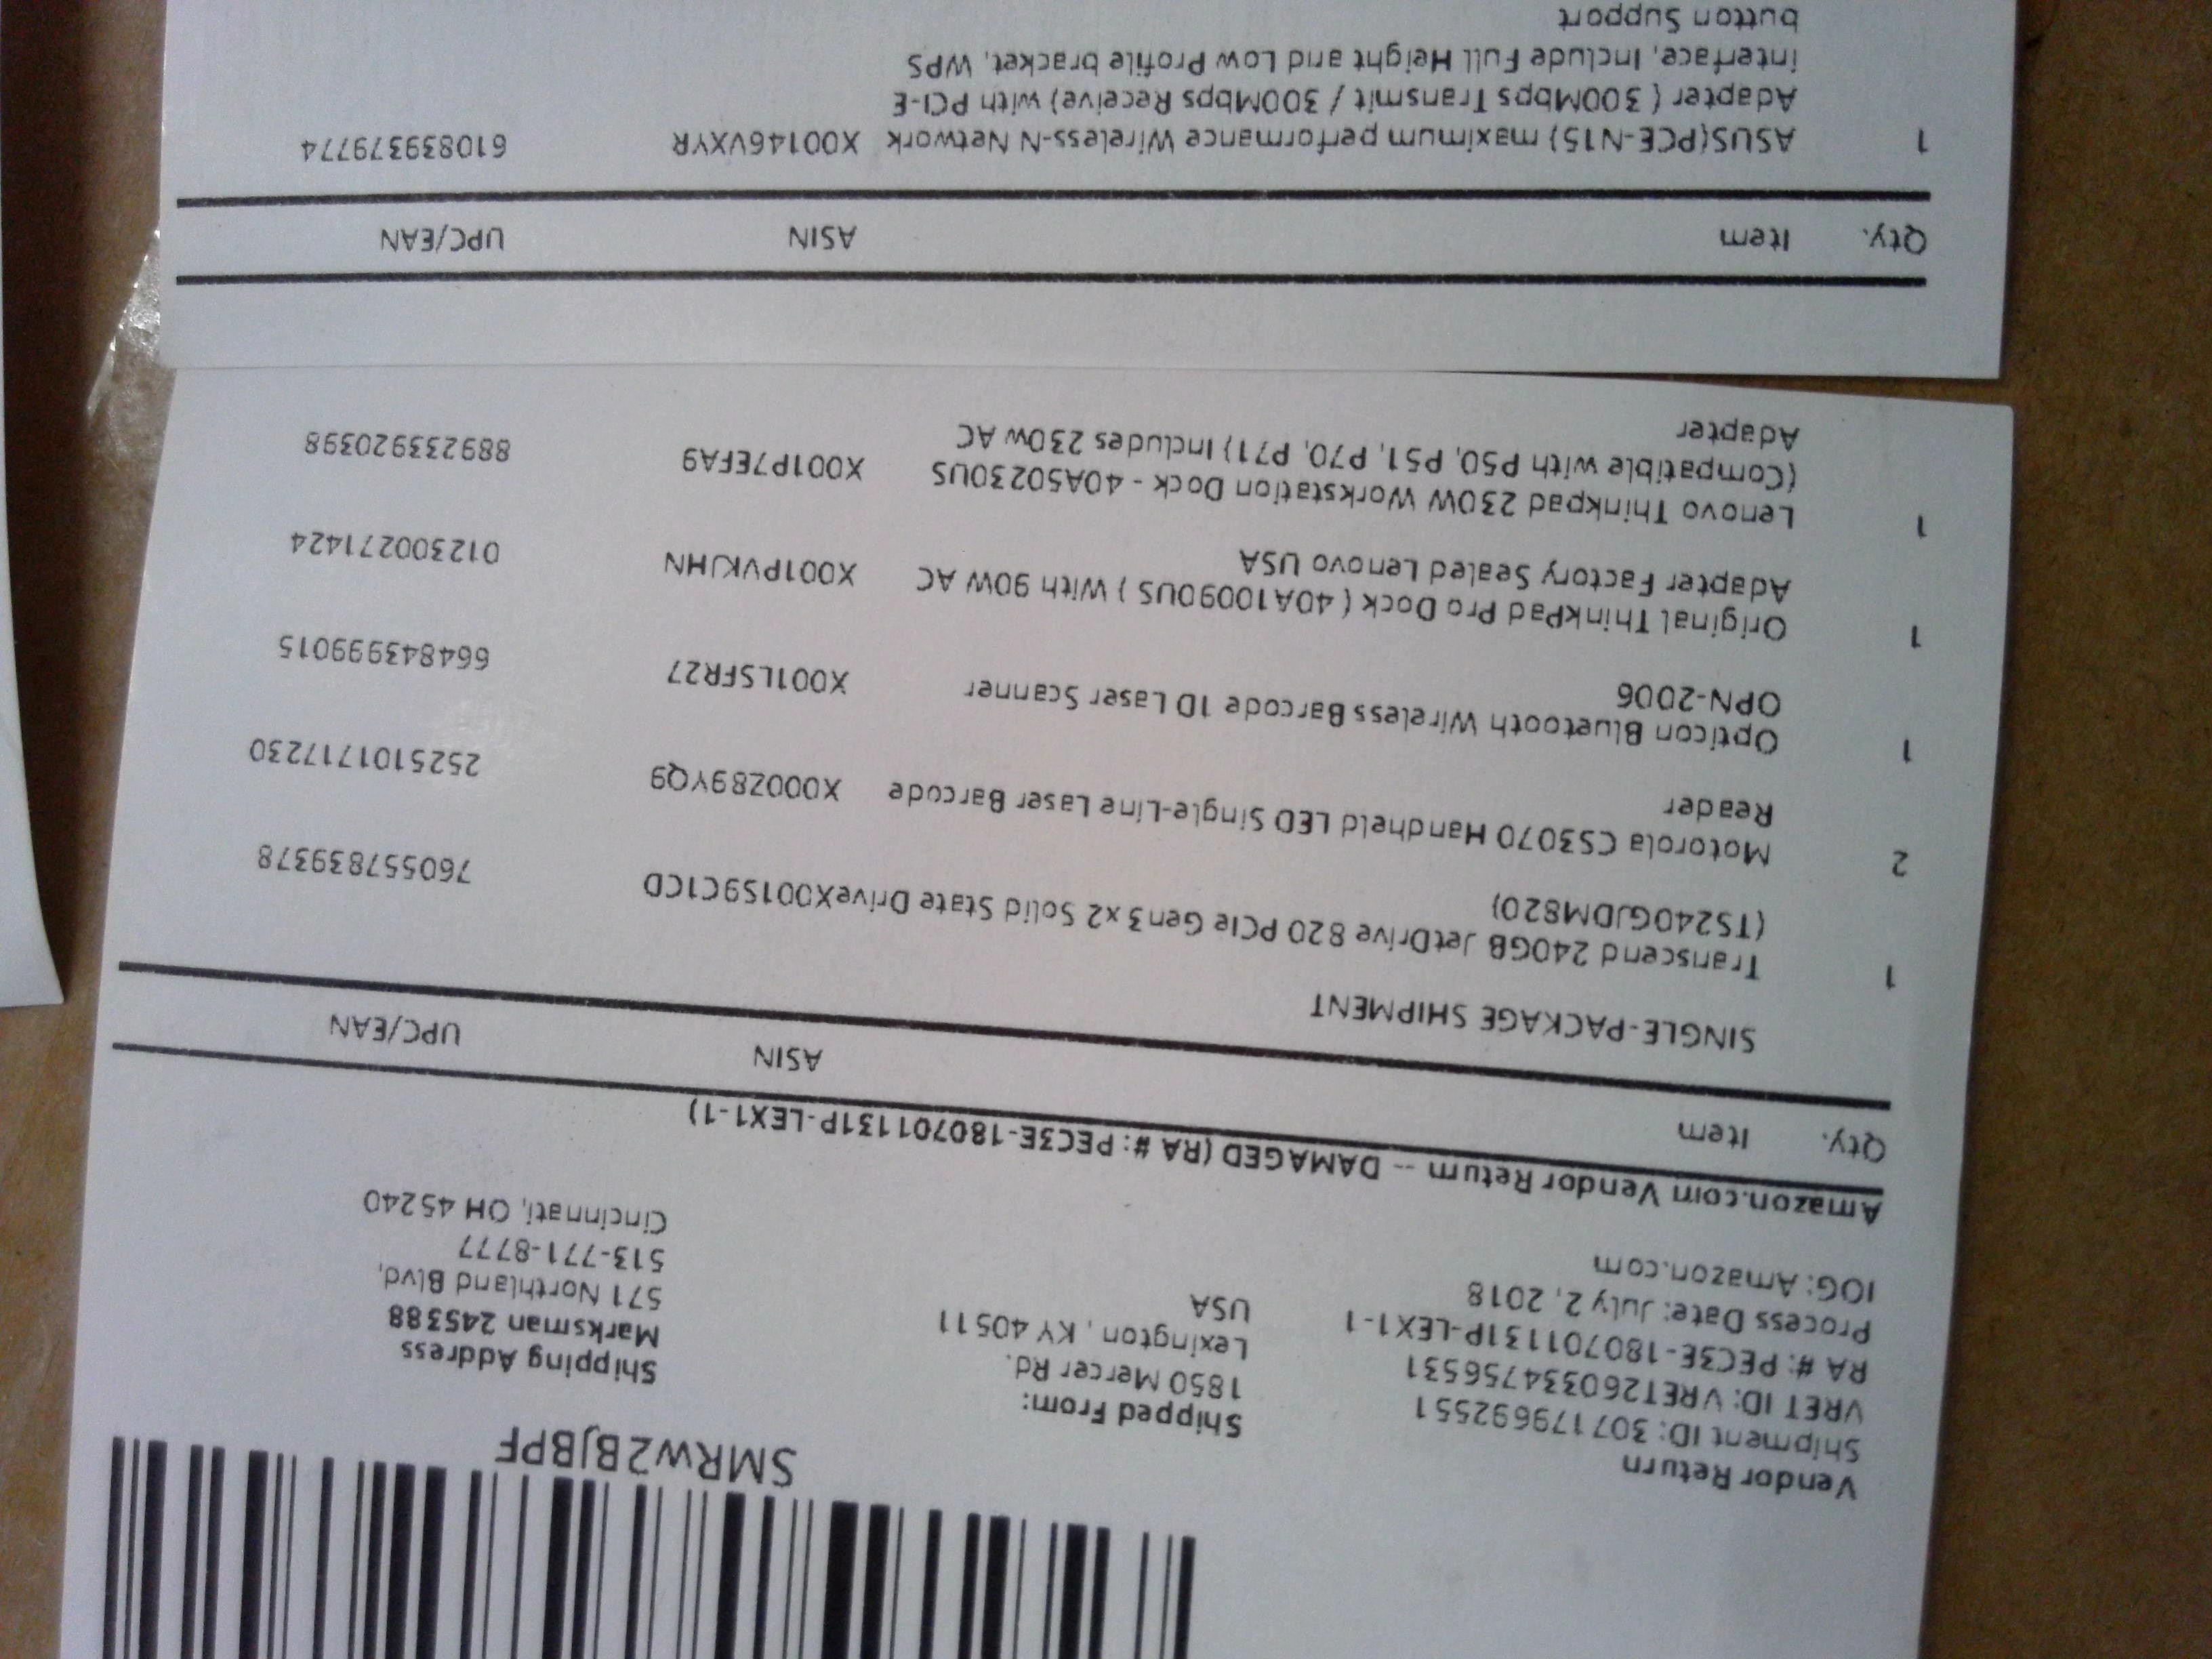 SMRw2BJBPF
Vendor Return
Shipment ID: 307179692551
VRET ID: VRET260334756531
RA #: PEC3E-180701131P-LEX1-1
Process Date: July 2, 2018
IOG: Amazon.com
Shipped From:
1850 Mercer Rd.
Lexington , KY 40511
USA
Shipping Address
Marksman 245388
571 Northland Blvd,
513-771-8777
Cincinnati, OH 45240
Amazon.com Vendor Return -- DAMAGED (RA #: PEC3E-180701131P-LEX1-1)
Qty. Item ASIN UPC/EAN
SINGLE-PACKAGE SHIPMENT
1 Transcend 240GB JetDrive 820 PCIe Gen3 x2 Solid State DriveX001S9C1CD 760557839378
(TS240GJDM820)
2 Motorola CS3070 Handheld LED Single-Line Laser Barcode X000Z89YQ9 252510171723​0
Reader
1 Opticon Bluetooth Wireless Barcode 1D Laser Scanner X001LSFR27 664843999015
OPN-2006
1 Original ThinkPad Pro Dock ( 40A10090US ) With 90W AC X001PVKJHN 012300271424
Adapter Factory Sealed Lenovo USA
1 Lenovo Thinkpad 230W Workstation Dock - 40A50230US X001P7EFA9 889233920398
(Compatible with P50, P51, P70, P71) Includes 230w AC
Adapter
Qty. Item ASIN UPC/EAN
1 ASUS(PCE-N15) maximum performance Wireless-N Network X00146VXYR 610839379774
Adapter ( 300Mbps Transmit / 300Mbps Receive) with PCI-E
interface, Include Full Height and Low Profile bracket, WPS
button Support